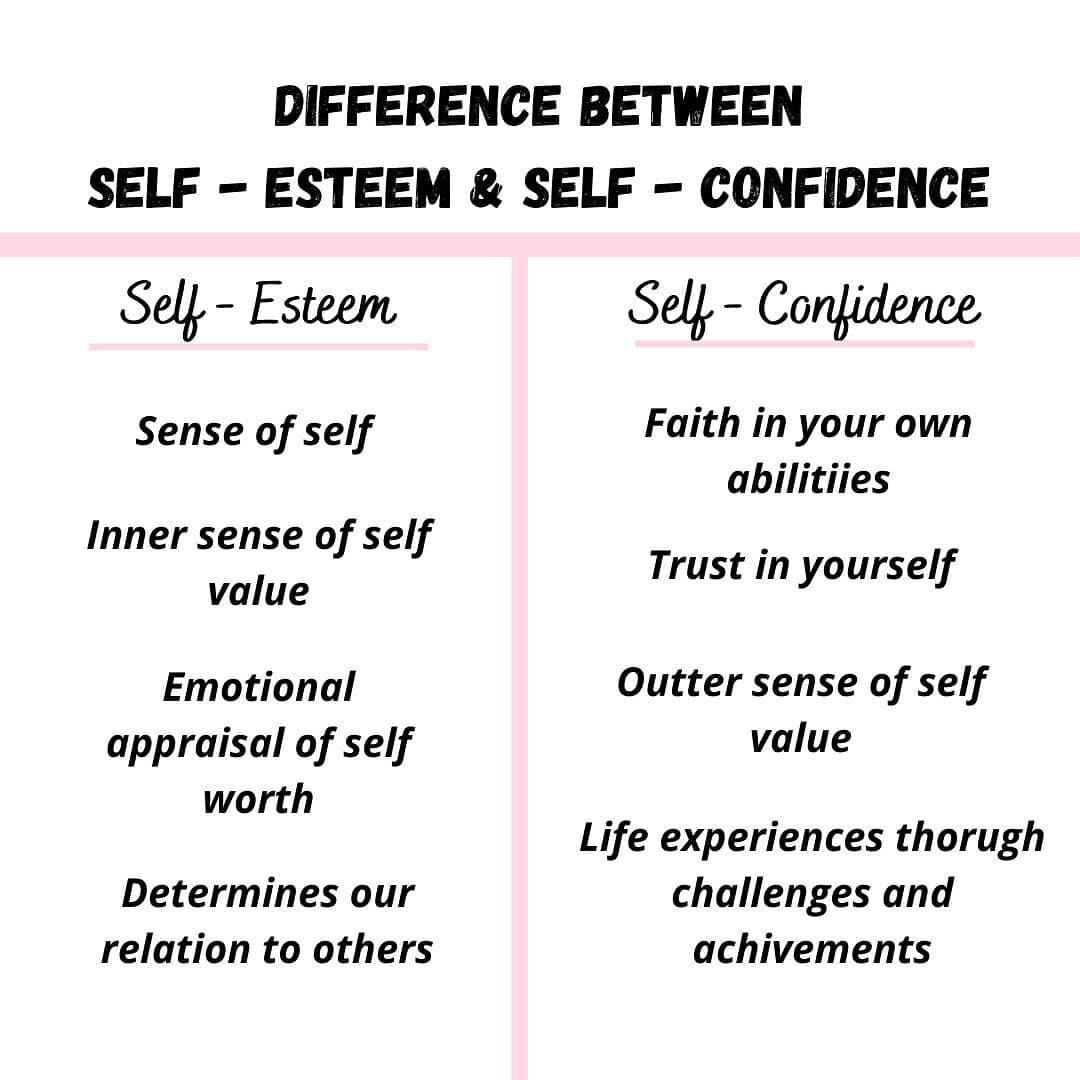 DIFFERENCE BETWEEN
SELF - ESTEEM & SELF - CONFIDENCE
Self - Esteem
Sense of self
Inner sense of self
value
Emotional
appraisal of self
worth
Determines our
relation to others
Self - Confidence
Faith in your own
abilitiies
Trust in yourself
Outter sense of self
value
Life experiences thorugh
challenges and
achivements